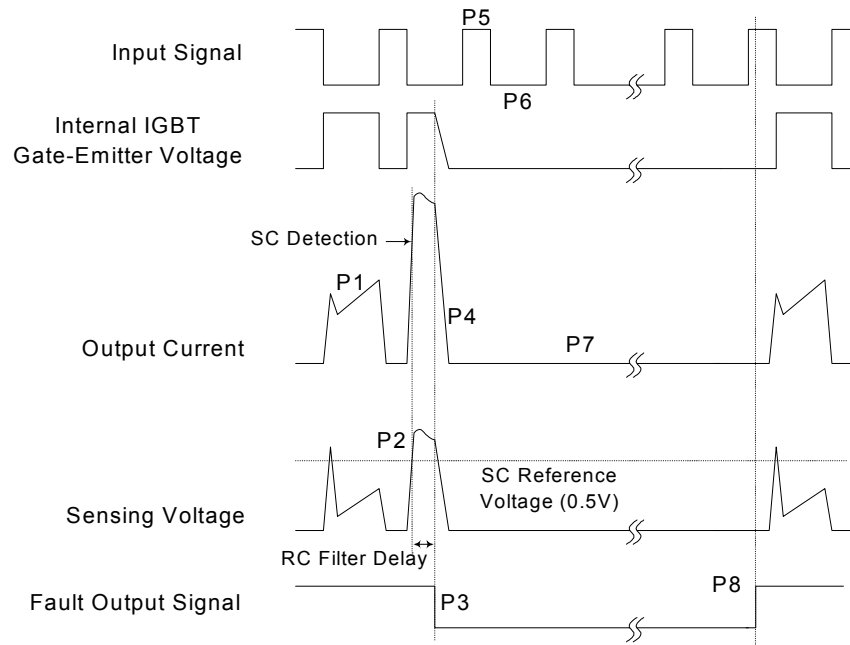 P5
Input Signal
P6
Internal IGBT
Gate-Emitter Voltage
SC Detection
P1
P4
Output Current
P7
P2
SC Reference
Voltage (0.5V)
Sensing Voltage
RC Filter Delay
P8
Fault Output Signal
P3